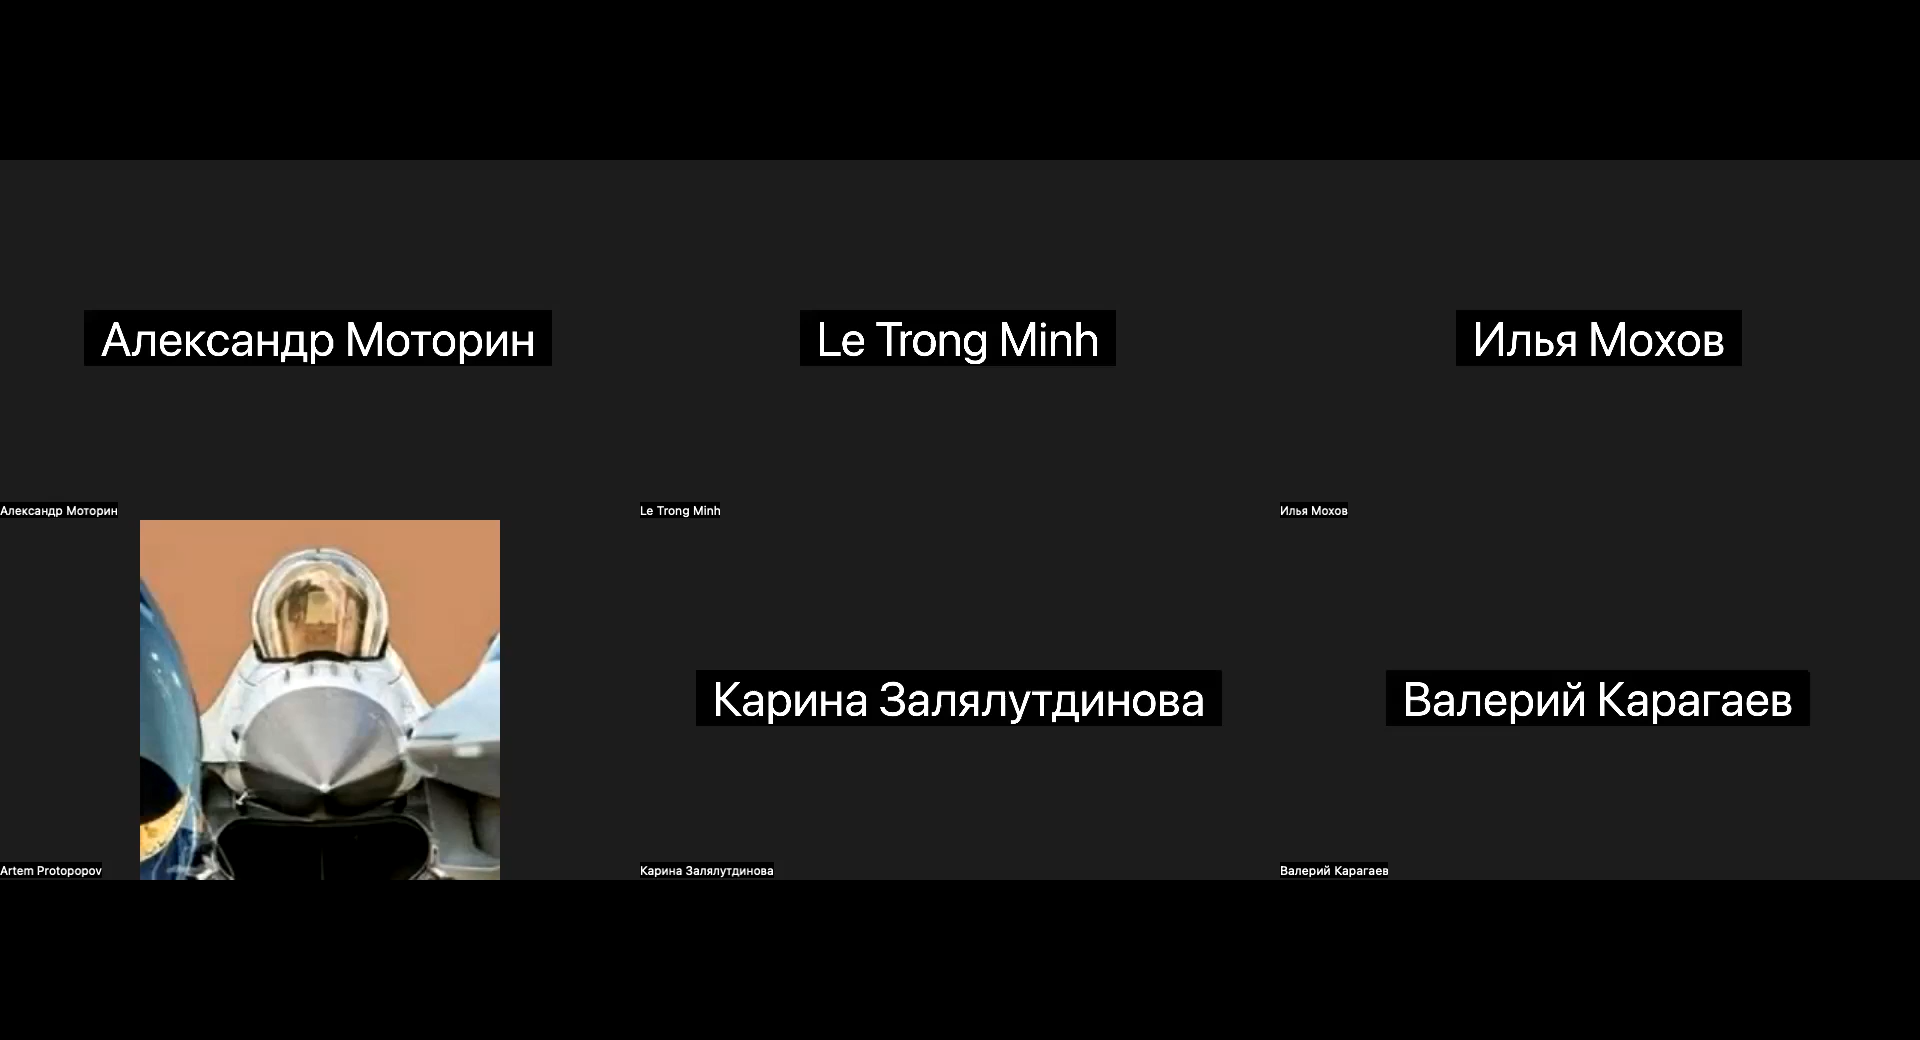 Александр Моторин
Le Trong Minh
Илья Мохов
Александр Моторин
Le Trong Minh
Илья Мохов
Карина Залялутдинова
Валерий Карагаев
Artem Protopopov
Карина Залялутдинова
Валерий Карагаев